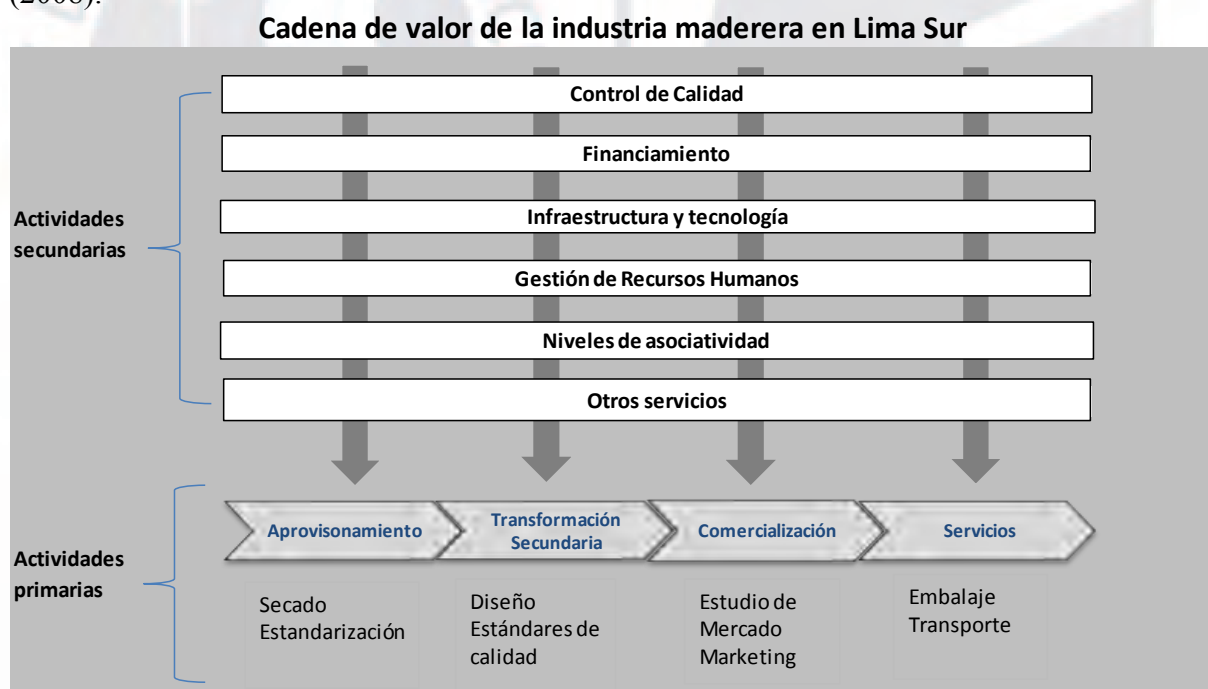 (2008).
Cadena de valor de la industria maderera en Lima Sur
Control de Calidad
Financiamiento
Infraestructura y tecnología
Gestión de Recursos Humanos
Niveles de asociatividad
Otros servicios
Actividades
secundarias
Aprovisonamiento
Transformación
Secundaria
Comercialización
Servicios
Actividades
primarias
Secado
Estandarización
Diseño
Estándares de
calidad
Estudio de
Mercado
Marketing
Embalaje
Transporte